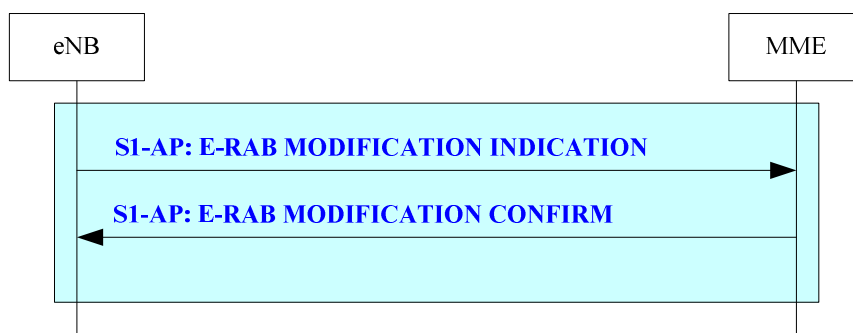 eNB
MME
S1-AP: E-RAB MODIFICATION INDICATION
S1-AP: E-RAB MODIFICATION CONFIRM